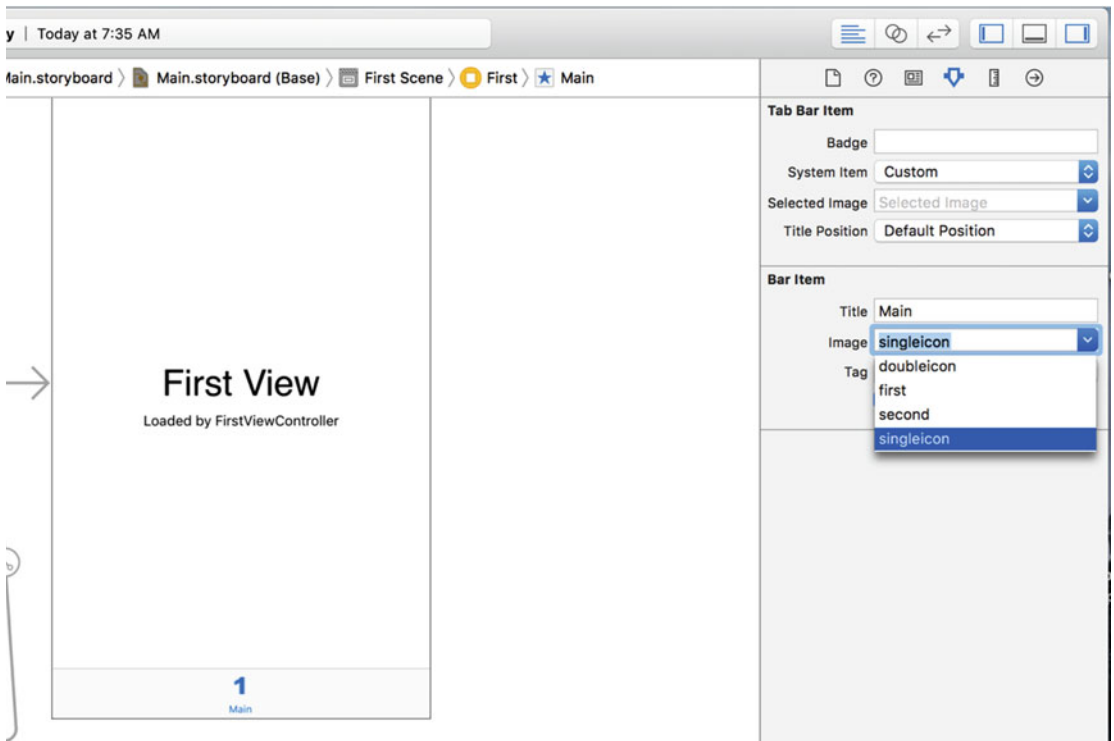 y | Today at 7:35 AM
Main.storyboard 〉 Main.storyboard (Base) 〉 First Scene 〉 First 〉 Main
Tab Bar Item
Badge
System Item Custom
Selected Image Selected Image
Title Position Default Position
Bar Item
Title Main
Image singleicon
Tag
doubleicon
first
second
singleicon
First View
Loaded by FirstViewController
1
Main